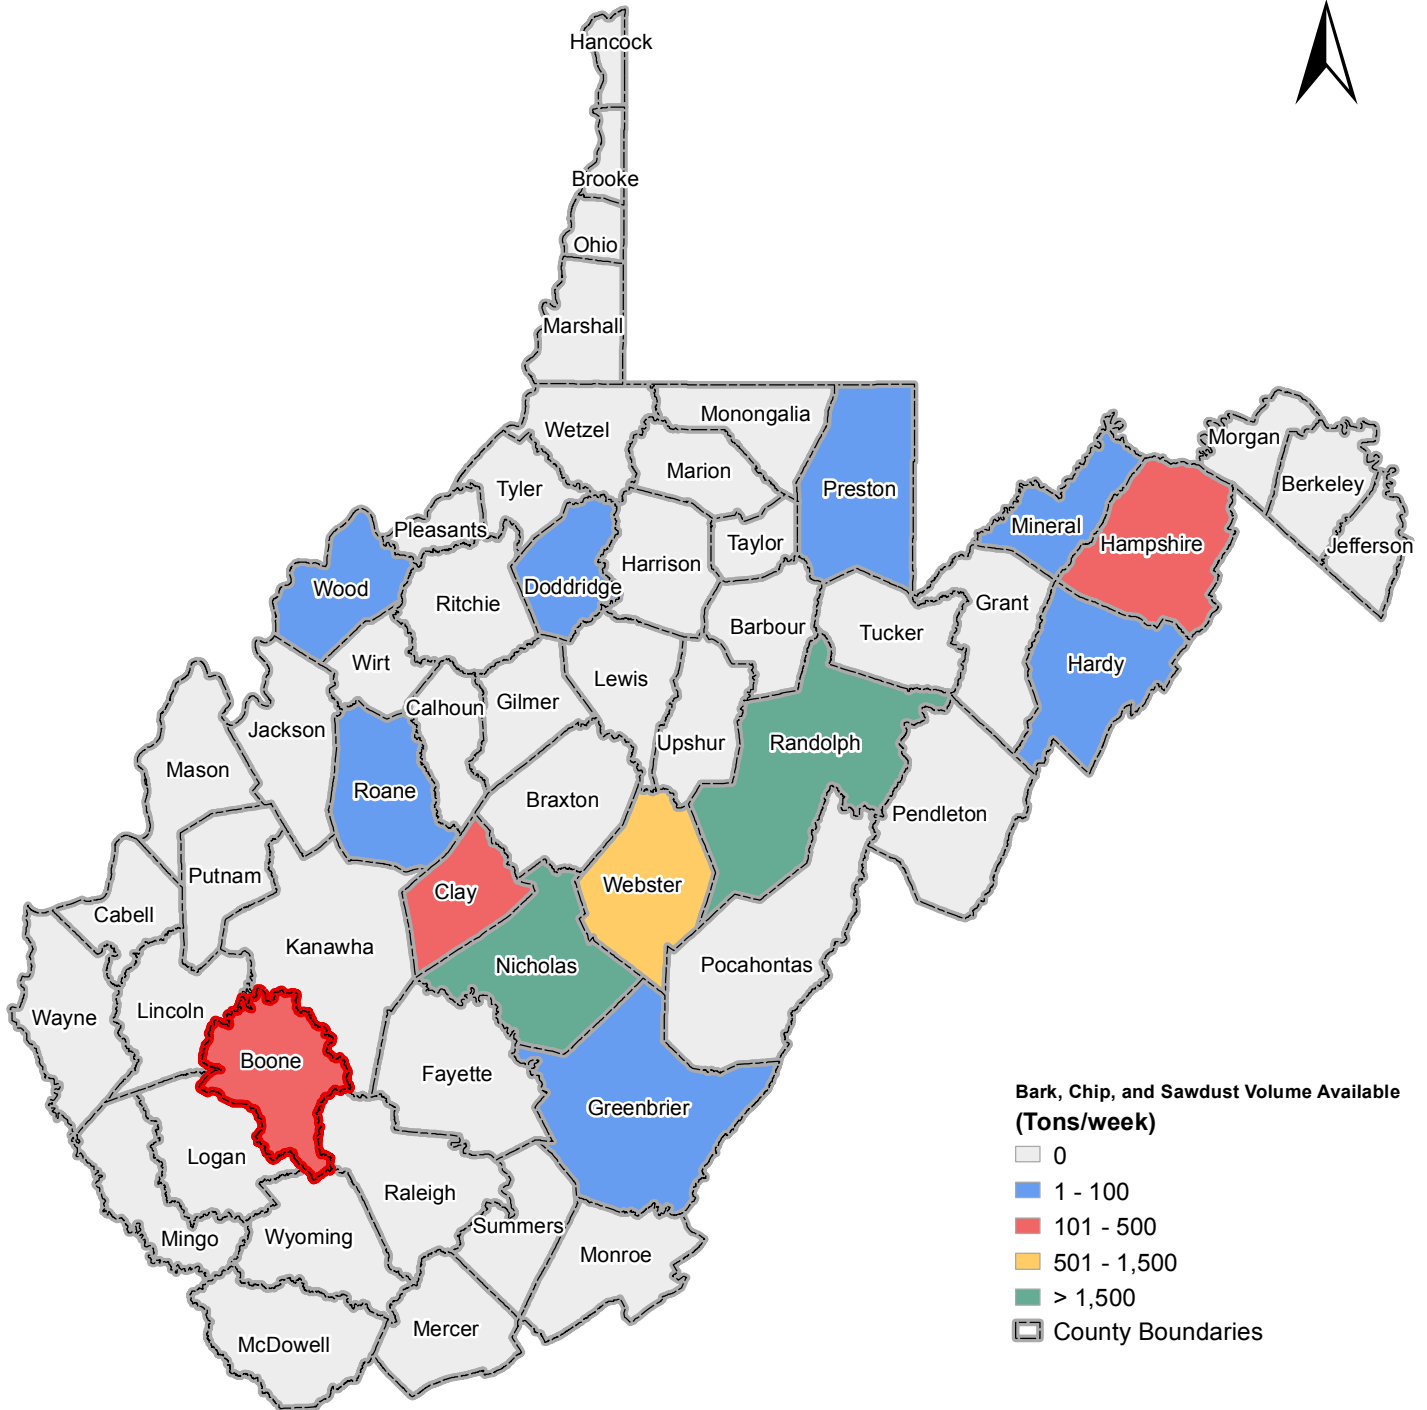 Hancock
Brooke
Ohio
Marshall
Wetzel
Monongalia
Marion
Preston
Tyler
Pleasants
Taylor
Harrison
Doddridge
Wood
Ritchie
Barbour
Tucker
Grant
Mineral
Hampshire
Morgan
Berkeley
Jefferson
Hardy
Wirt
Lewis
Gilmer
Calhoun
Jackson
Upshur
Randolph
Mason
Roane
Braxton
Pendleton
Putnam
Clay
Webster
Cabell
Kanawha
Nicholas
Pocahontas
Wayne
Lincoln
Boone
Fayette
Greenbrier
Logan
Raleigh
Summers
Mingo
Wyoming
Monroe
McDowell
Mercer
Bark, Chip, and Sawdust Volume Available
(Tons/week)
0
1 - 100
101 - 500
501 - 1,500
> 1,500
County Boundaries